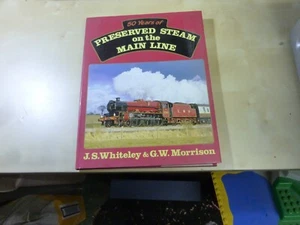 50 Years of
PRESERVED STEAM
on the
MAIN LINE
J.S.Whiteley & G.W. Morrison